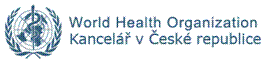 World Health Organization
Kancelář v České republice